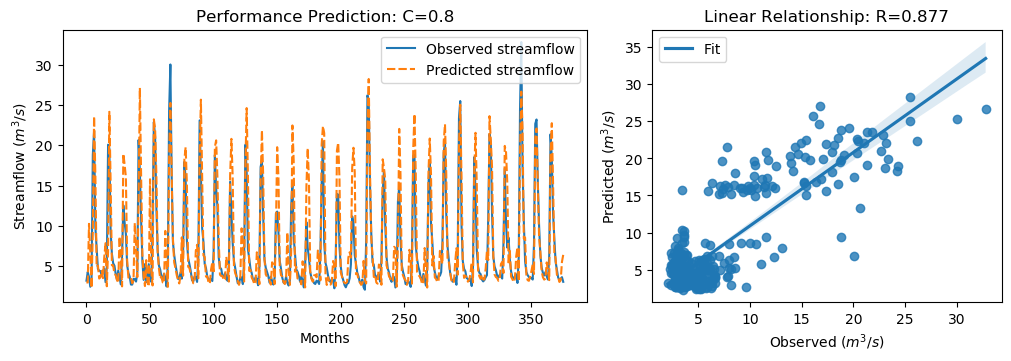 Performance Prediction: C=0.8
Streamflow (m³/s)
30
25
20
15
10
5
0 50 100 150 200 250 300 350
Months
Observed streamflow
Predicted streamflow
Linear Relationship: R=0.877
Predicted (m³/s)
35
30
25
20
15
10
5
5 10 15 20 25 30
Observed (m³/s)
Fit